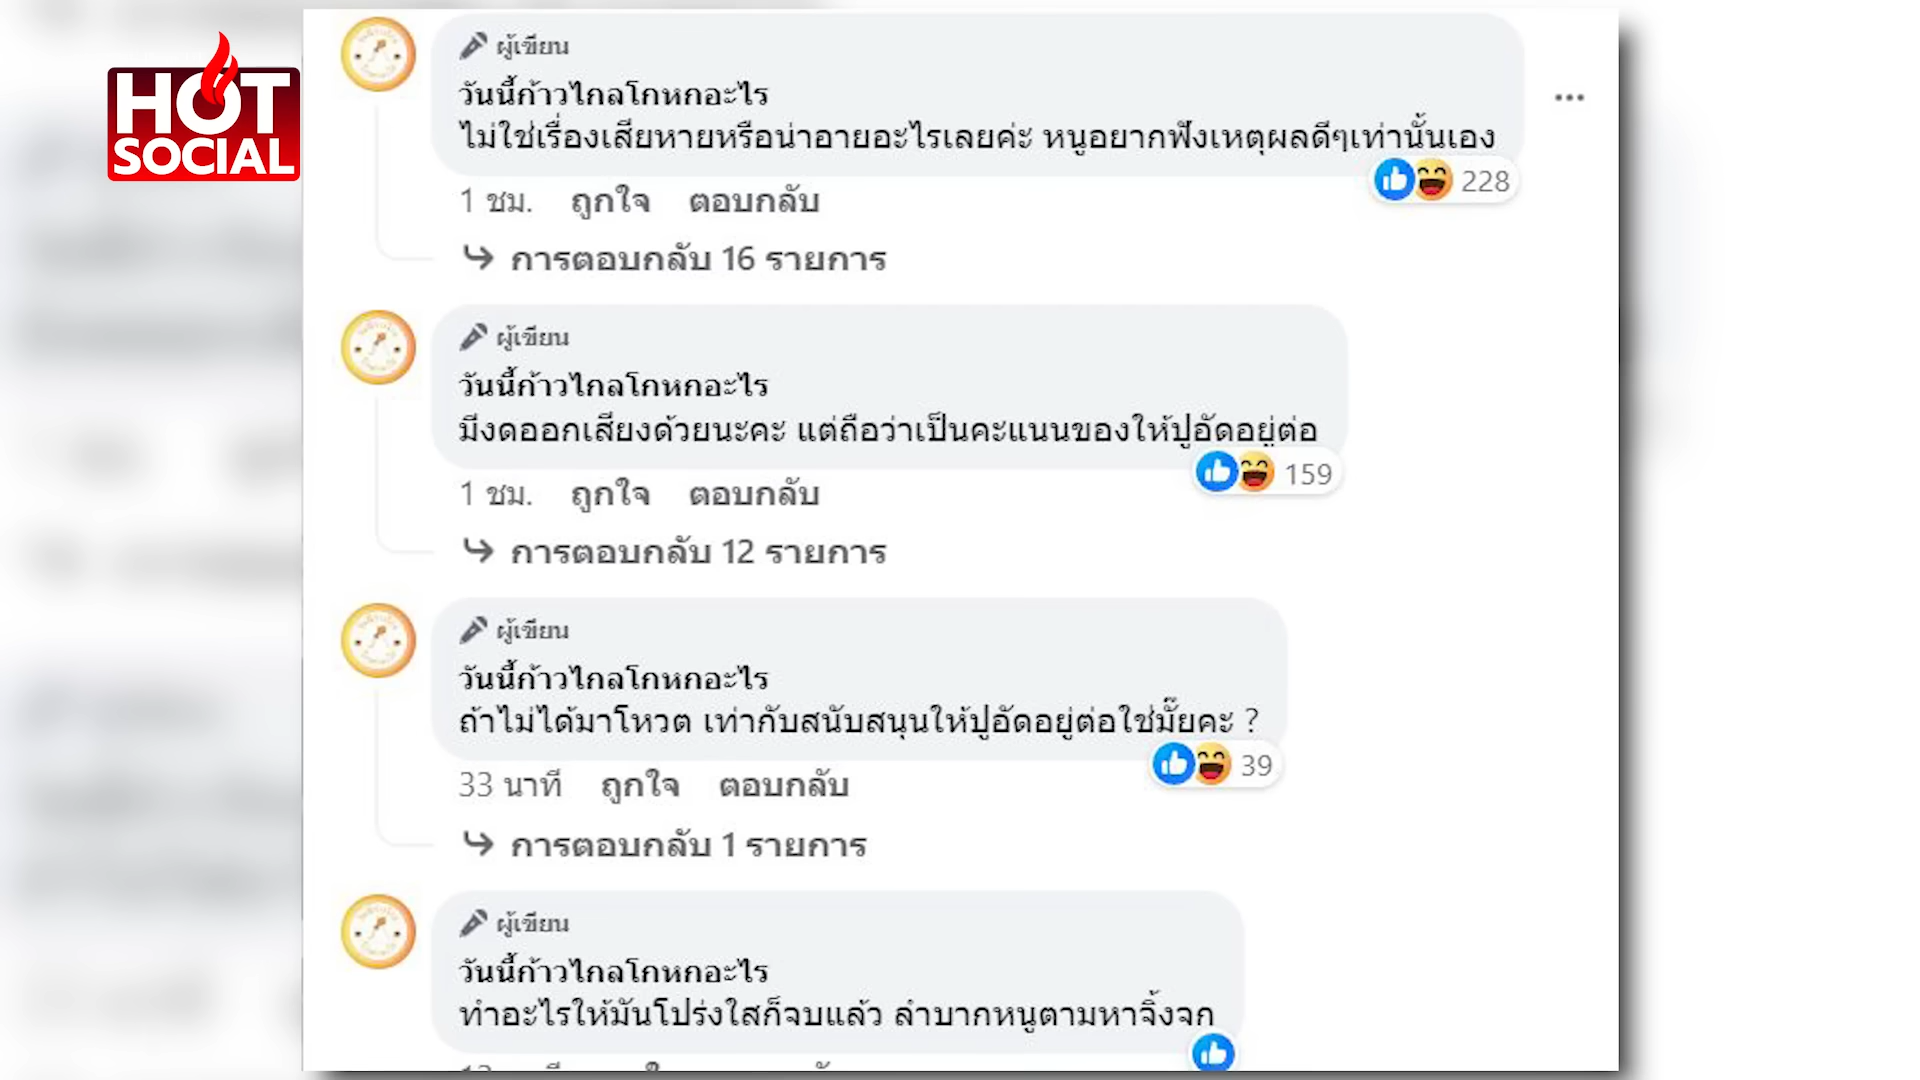 HOT
SOCIAL
ผู้เขียน
วันนี้ก้าวไกลโกหกอะไร
ไม่ใช่เรื่องเสียหายหรือน่าอายอะไรเลยค่ะ หนูอยากฟังเหตุผลดีๆเท่านั้นเอง
228
1 ชม. ถูกใจ ตอบกลับ
การตอบกลับ 16 รายการ
ผู้เขียน
วันนี้ก้าวไกลโกหกอะไร
มีงดออกเสียงด้วยนะคะ แต่ถือว่าเป็นคะแนนของให้ปูอัดอยู่ต่อ
159
1 ชม. ถูกใจ ตอบกลับ
การตอบกลับ 12 รายการ
ผู้เขียน
วันนี้ก้าวไกลโกหกอะไร
ถ้าไม่ได้มาโหวต เท่ากับสนับสนุนให้ปูอัดอยู่ต่อใช่มั๊ยคะ ?
39
33 นาที ถูกใจ ตอบกลับ
การตอบกลับ 1 รายการ
ผู้เขียน
วันนี้ก้าวไกลโกหกอะไร
ทำอะไรให้มันโปร่งใสก็จบแล้ว ลำบากหนูตามหาจิ้งจก